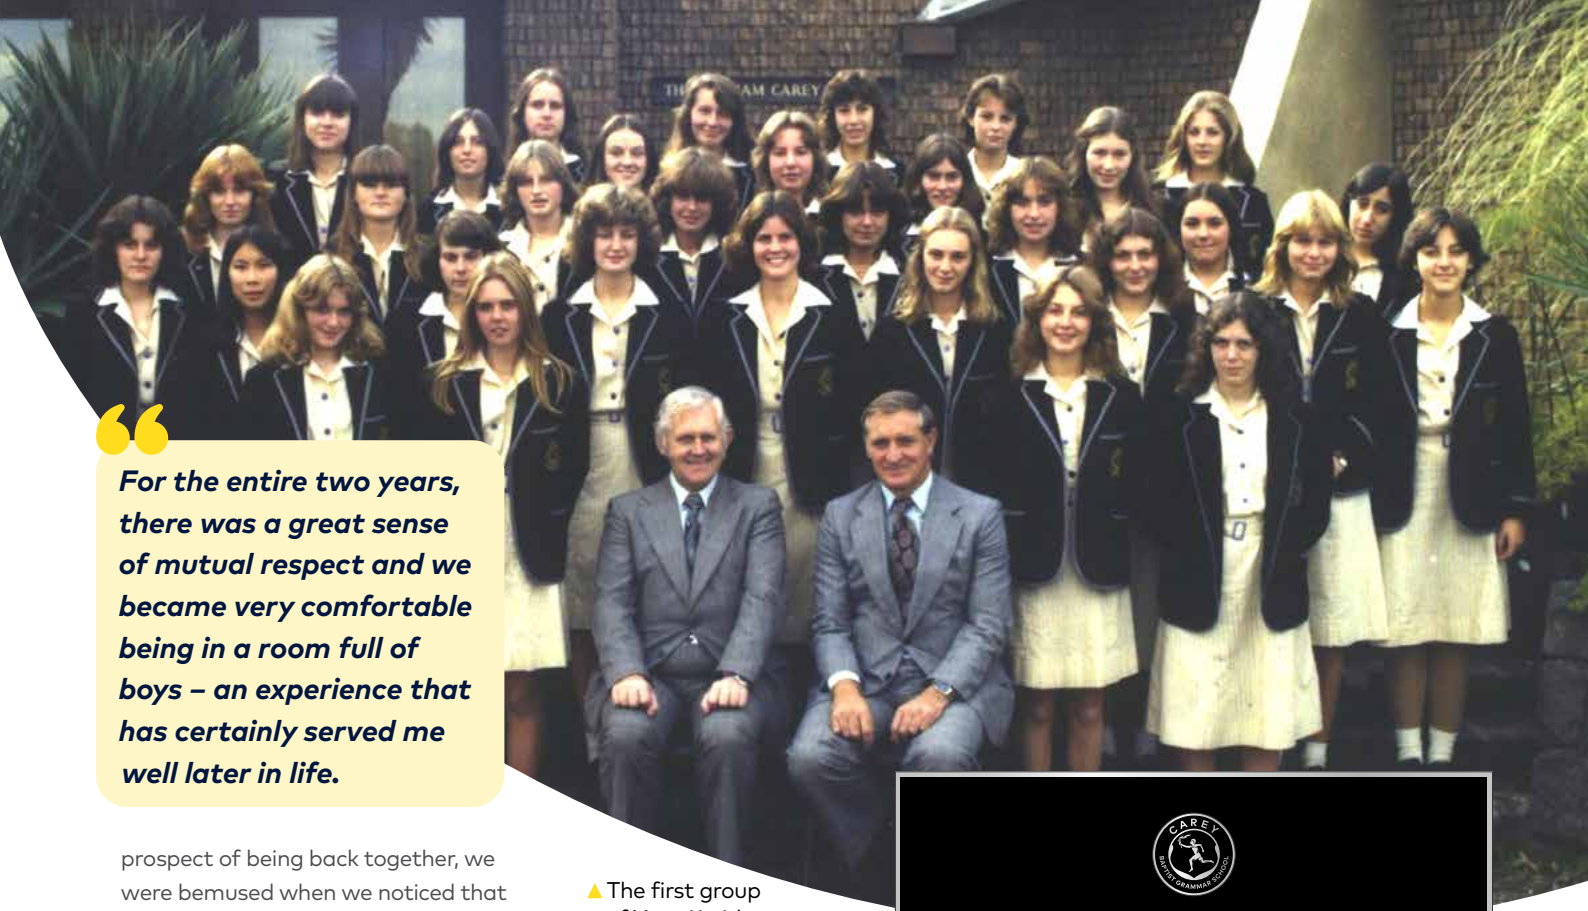 AM CAREY
For the entire two years,
there was a great sense
of mutual respect and we
became very comfortable
being in a room full of
boys – an experience that
has certainly served me
well later in life.
prospect of being back together, we
were bemused when we noticed that
The first group
CAREY
BAPTIST GRAMMAR SCHOOL